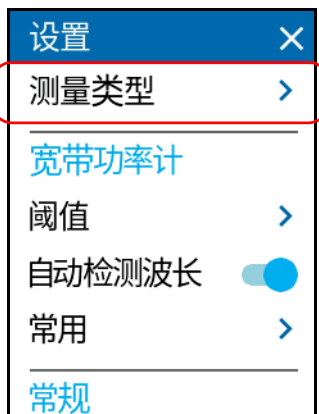 设置
测量类型
宽带功率计
阈值
自动检测波长
常用
常规